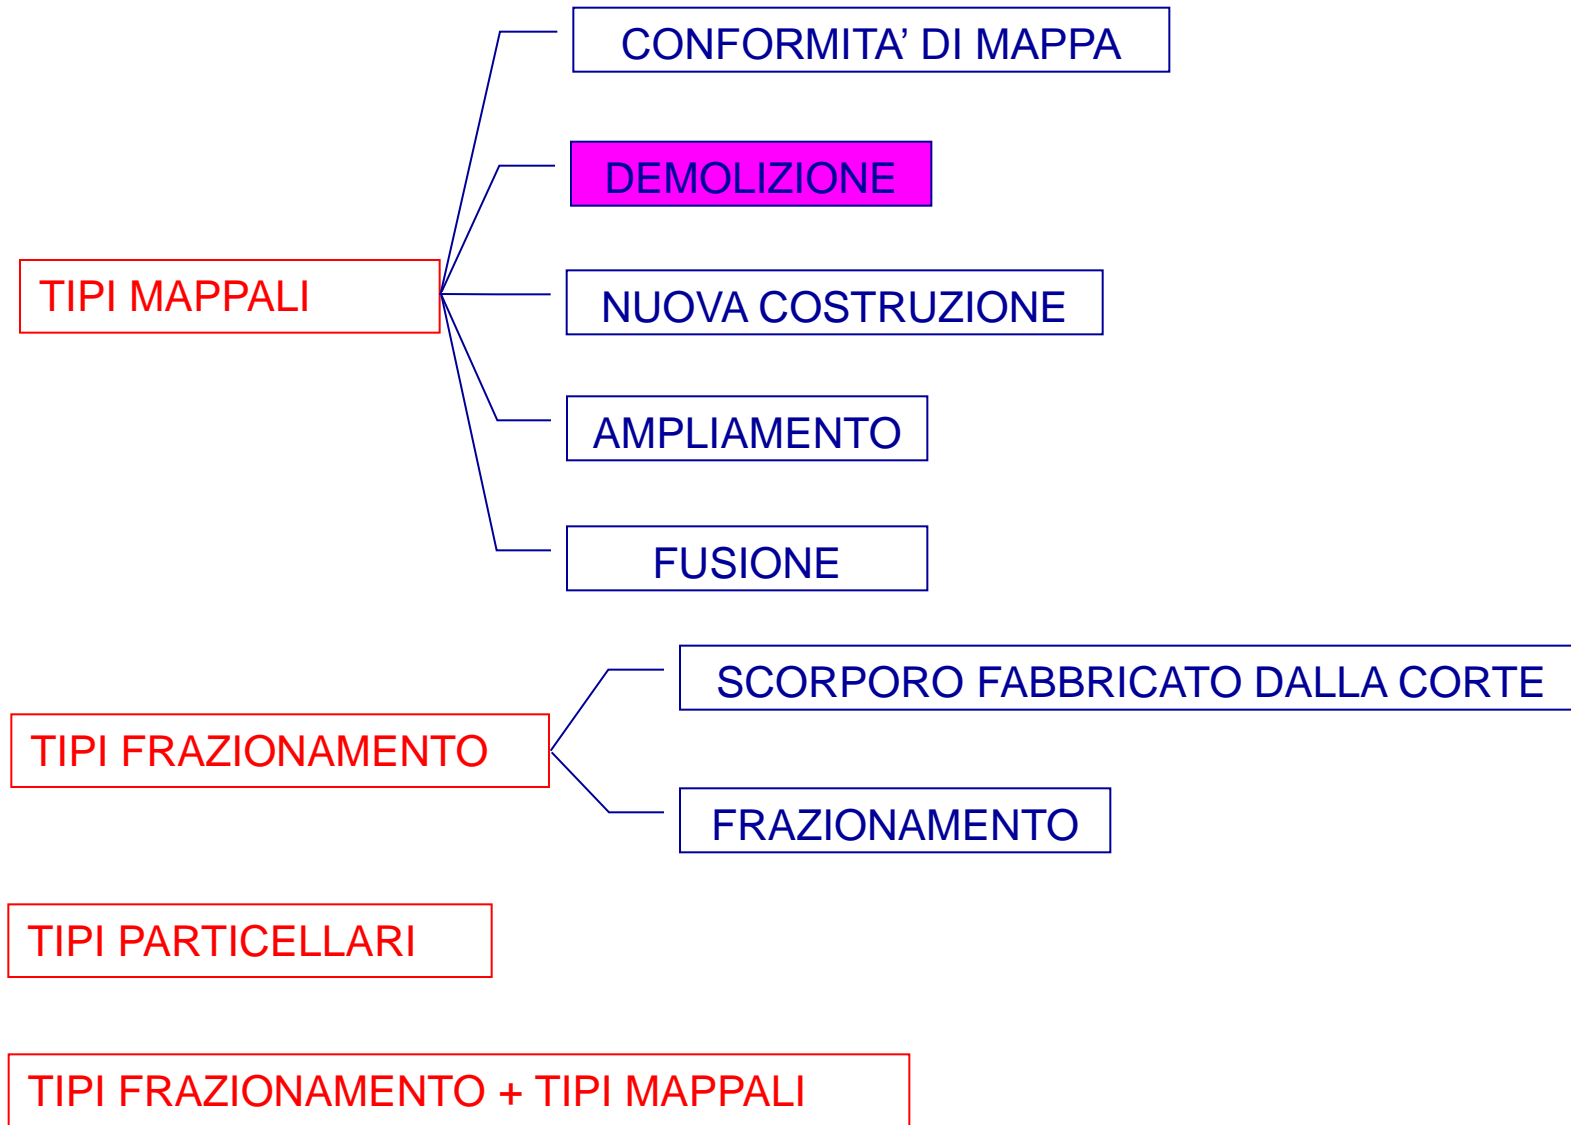 CONFORMITA’ DI MAPPA
DEMOLIZIONE
TIPI MAPPALI
NUOVA COSTRUZIONE
AMPLIAMENTO
FUSIONE
SCORPORO FABBRICATO DALLA CORTE
TIPI FRAZIONAMENTO
FRAZIONAMENTO
TIPI PARTICELLARI
TIPI FRAZIONAMENTO + TIPI MAPPALI